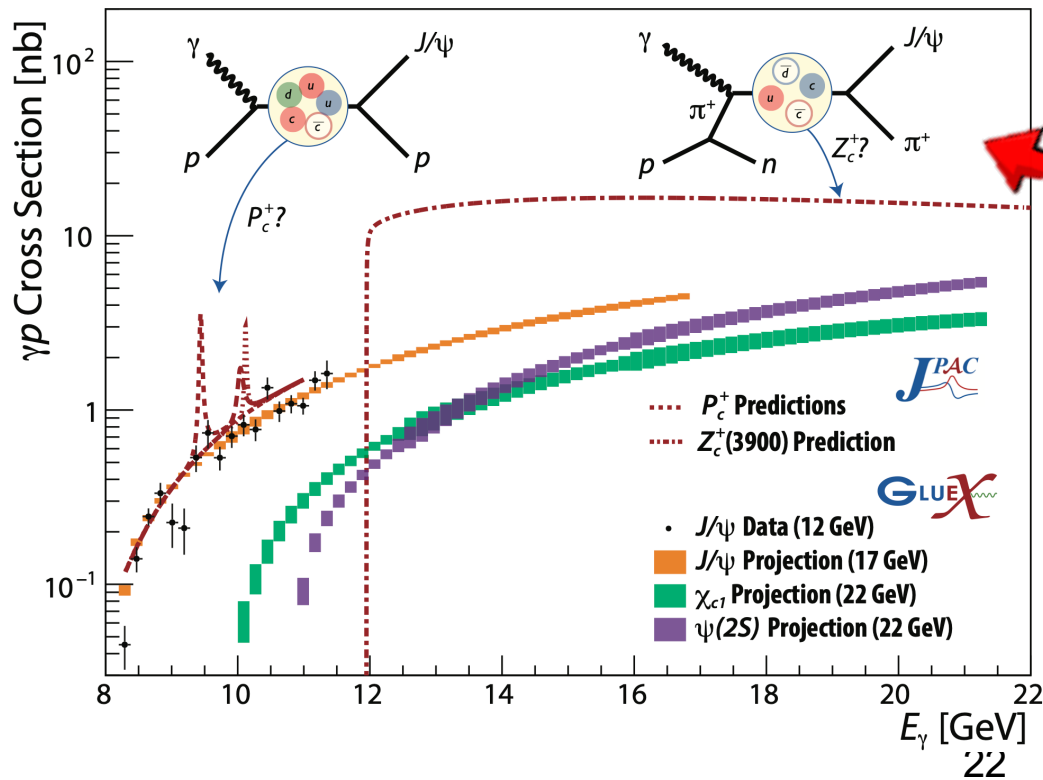 γp Cross Section [nb]
10²
10
1
10⁻¹
8
10
12
14
16
18
20
22
E_γ [GeV]
γ
J/ψ
d
u
u
c
c̄
p
p
P_c⁺?
γ
J/ψ
d̄
c
u
c̄
π⁺
π⁺
Z_c⁺?
p
n
JPAC
P_c⁺ Predictions
Z_c⁺(3900) Prediction
GLUEX
J/ψ Data (12 GeV)
J/ψ Projection (17 GeV)
χ_c1 Projection (22 GeV)
ψ(2S) Projection (22 GeV)
22